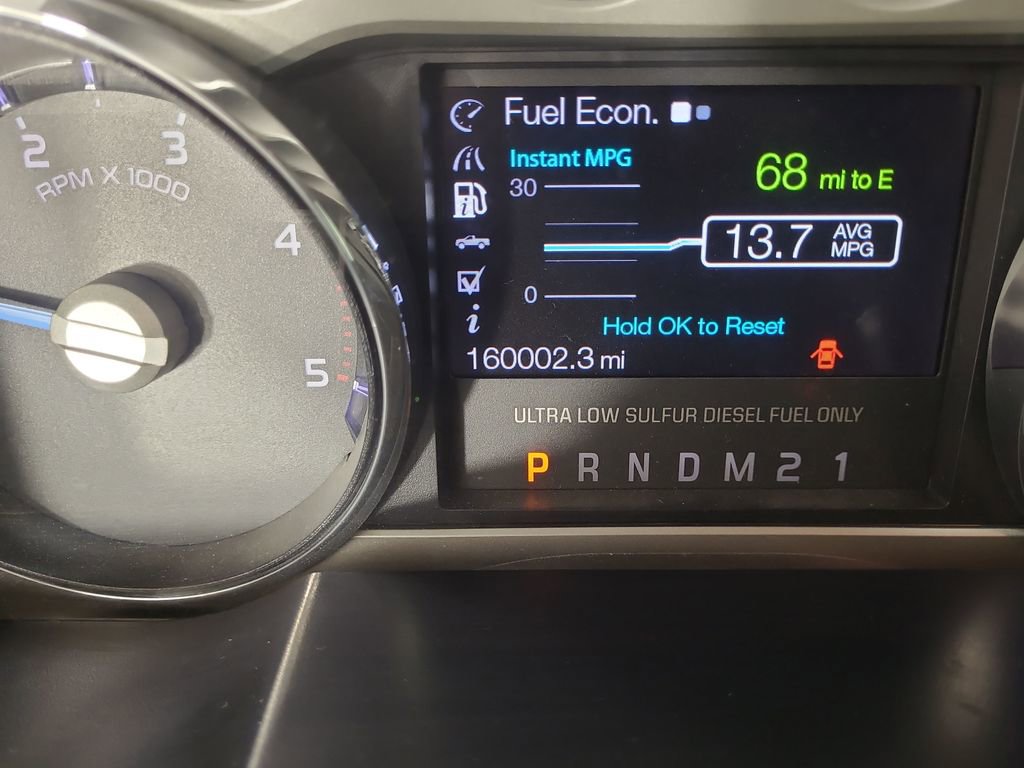 2 3
RPM X 1000
4
5
Fuel Econ.
Instant MPG
30
68 mi to E
13.7 AVG MPG
0
Hold OK to Reset
160002.3 mi
ULTRA LOW SULFUR DIESEL FUEL ONLY
P R N D M 2 1